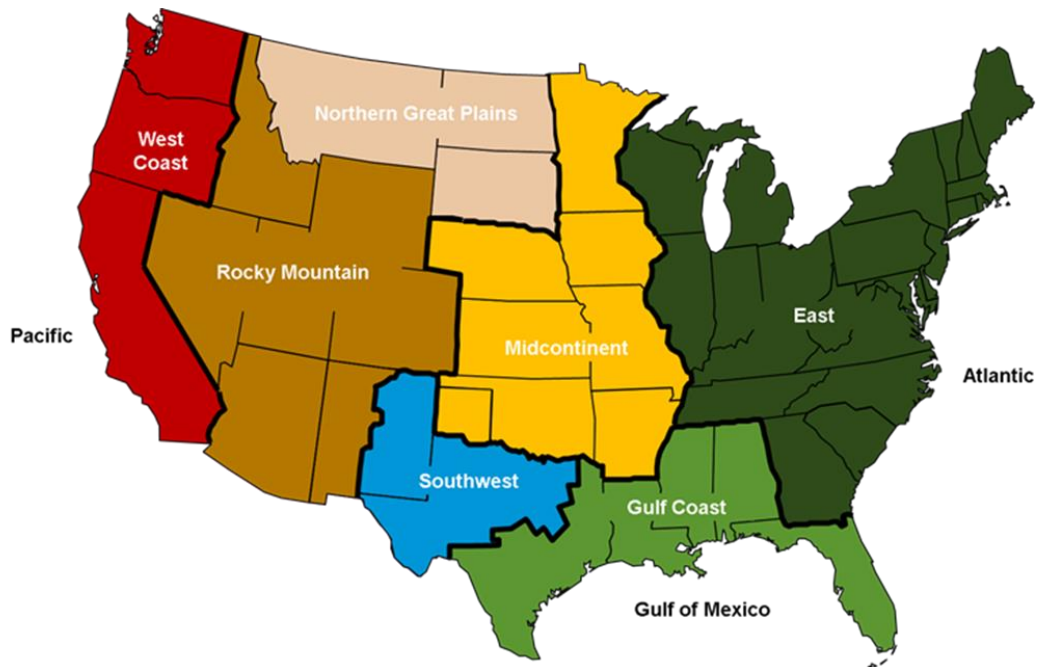 Northern Great Plains
West
Coast
Rocky Mountain
East
Pacific
Midcontinent
Atlantic
Southwest
Gulf Coast
Gulf of Mexico